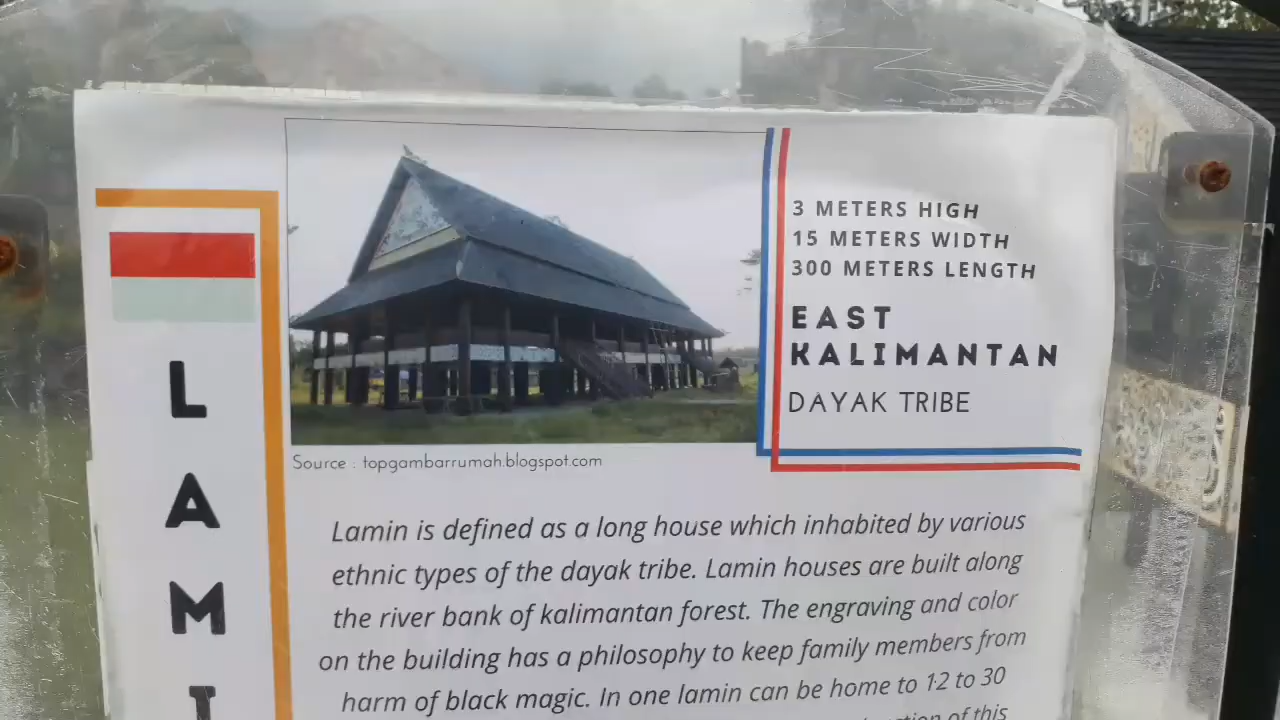 3 METERS HIGH
15 METERS WIDTH
300 METERS LENGTH
EAST
KALIMANTAN
DAYAK TRIBE
L
A
M
I
Source : topgambarrumah.blogspot.com
Lamin is defined as a long house which inhabited by various
ethnic types of the dayak tribe. Lamin houses are built along
the river bank of kalimantan forest. The engraving and color
on the building has a philosophy to keep family members from
harm of black magic. In one lamin can be home to 12 to 30
of this